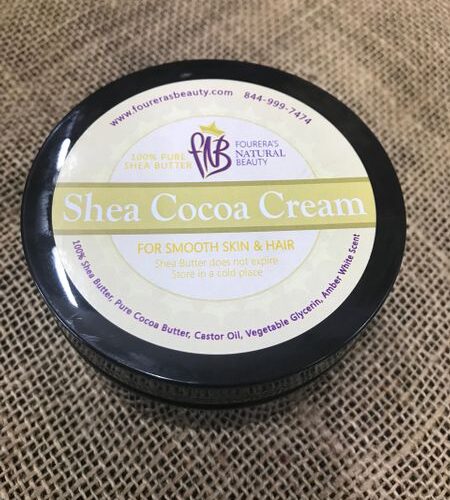 www.fourerasbeauty.com 844-999-7474
100% PURE
SHEA BUTTER
FNB
FOURERA'S
NATURAL
BEAUTY
Shea Cocoa Cream
FOR SMOOTH SKIN & HAIR
Shea Butter does not expire
Store in a cold place
100% Shea Butter, Pure Cocoa Butter, Castor Oil, Vegetable Glycerin, Amber White Scent